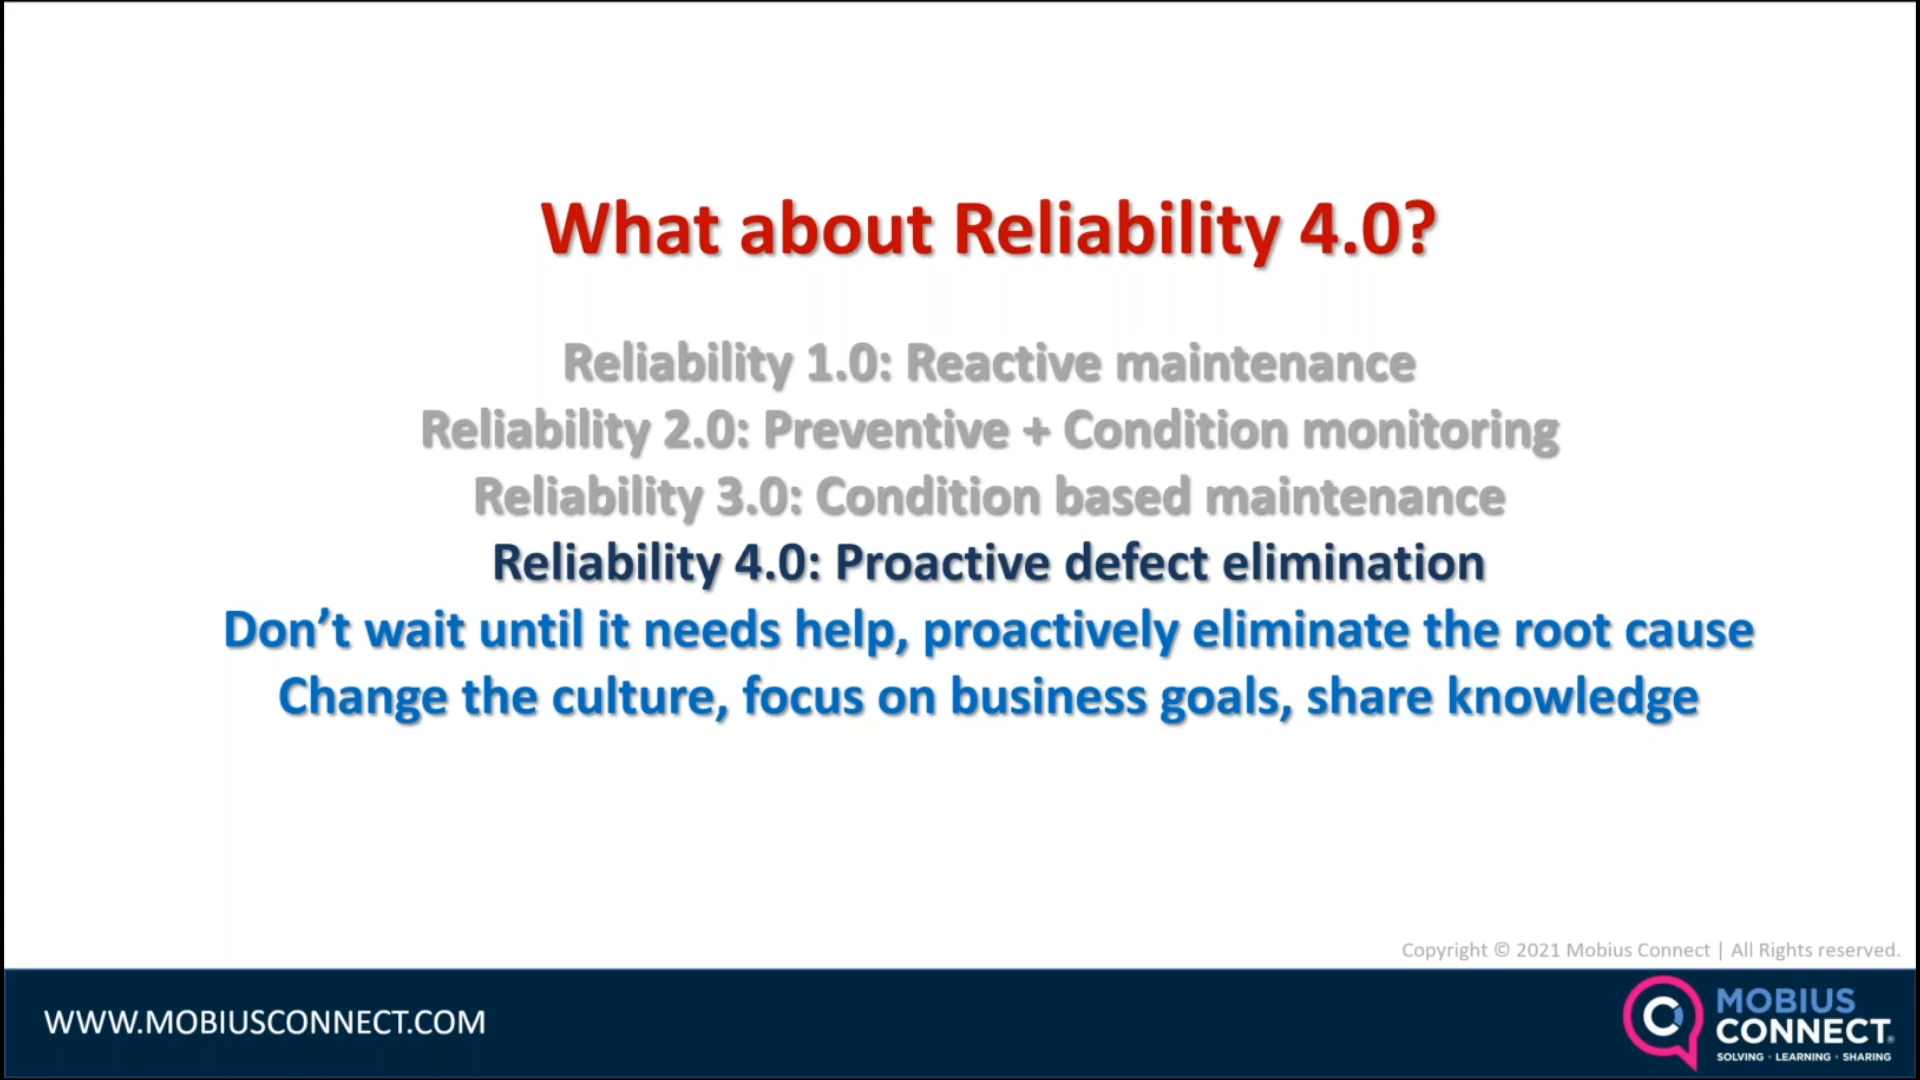 What about Reliability 4.0?
Reliability 1.0: Reactive maintenance
Reliability 2.0: Preventive + Condition monitoring
Reliability 3.0: Condition based maintenance
Reliability 4.0: Proactive defect elimination
Don’t wait until it needs help, proactively eliminate the root cause
Change the culture, focus on business goals, share knowledge
Copyright © 2021 Mobius Connect | All Rights reserved.
WWW.MOBIUSCONNECT.COM
MOBIUS
CONNECT®
SOLVING · LEARNING · SHARING